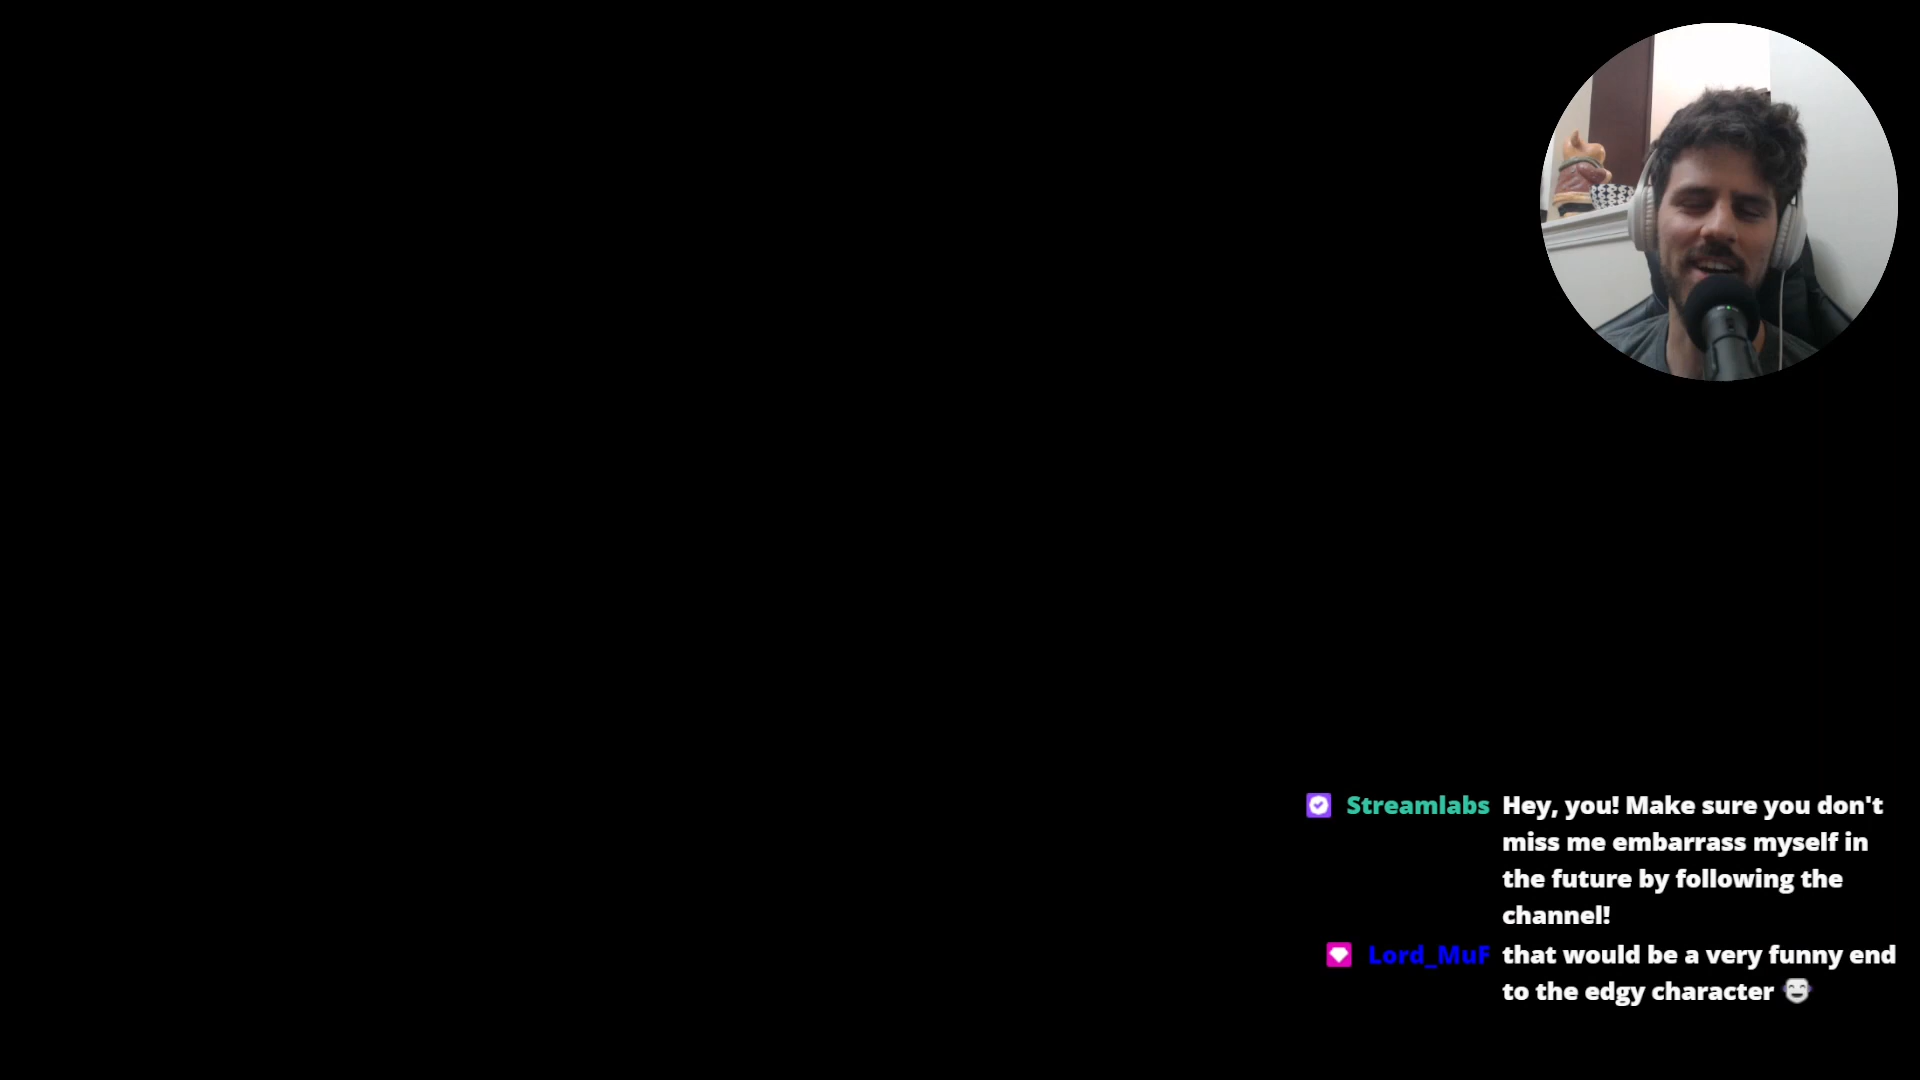 Streamlabs Hey, you! Make sure you don't
miss me embarrass myself in
the future by following the
channel!
Lord_MuF that would be a very funny end
to the edgy character